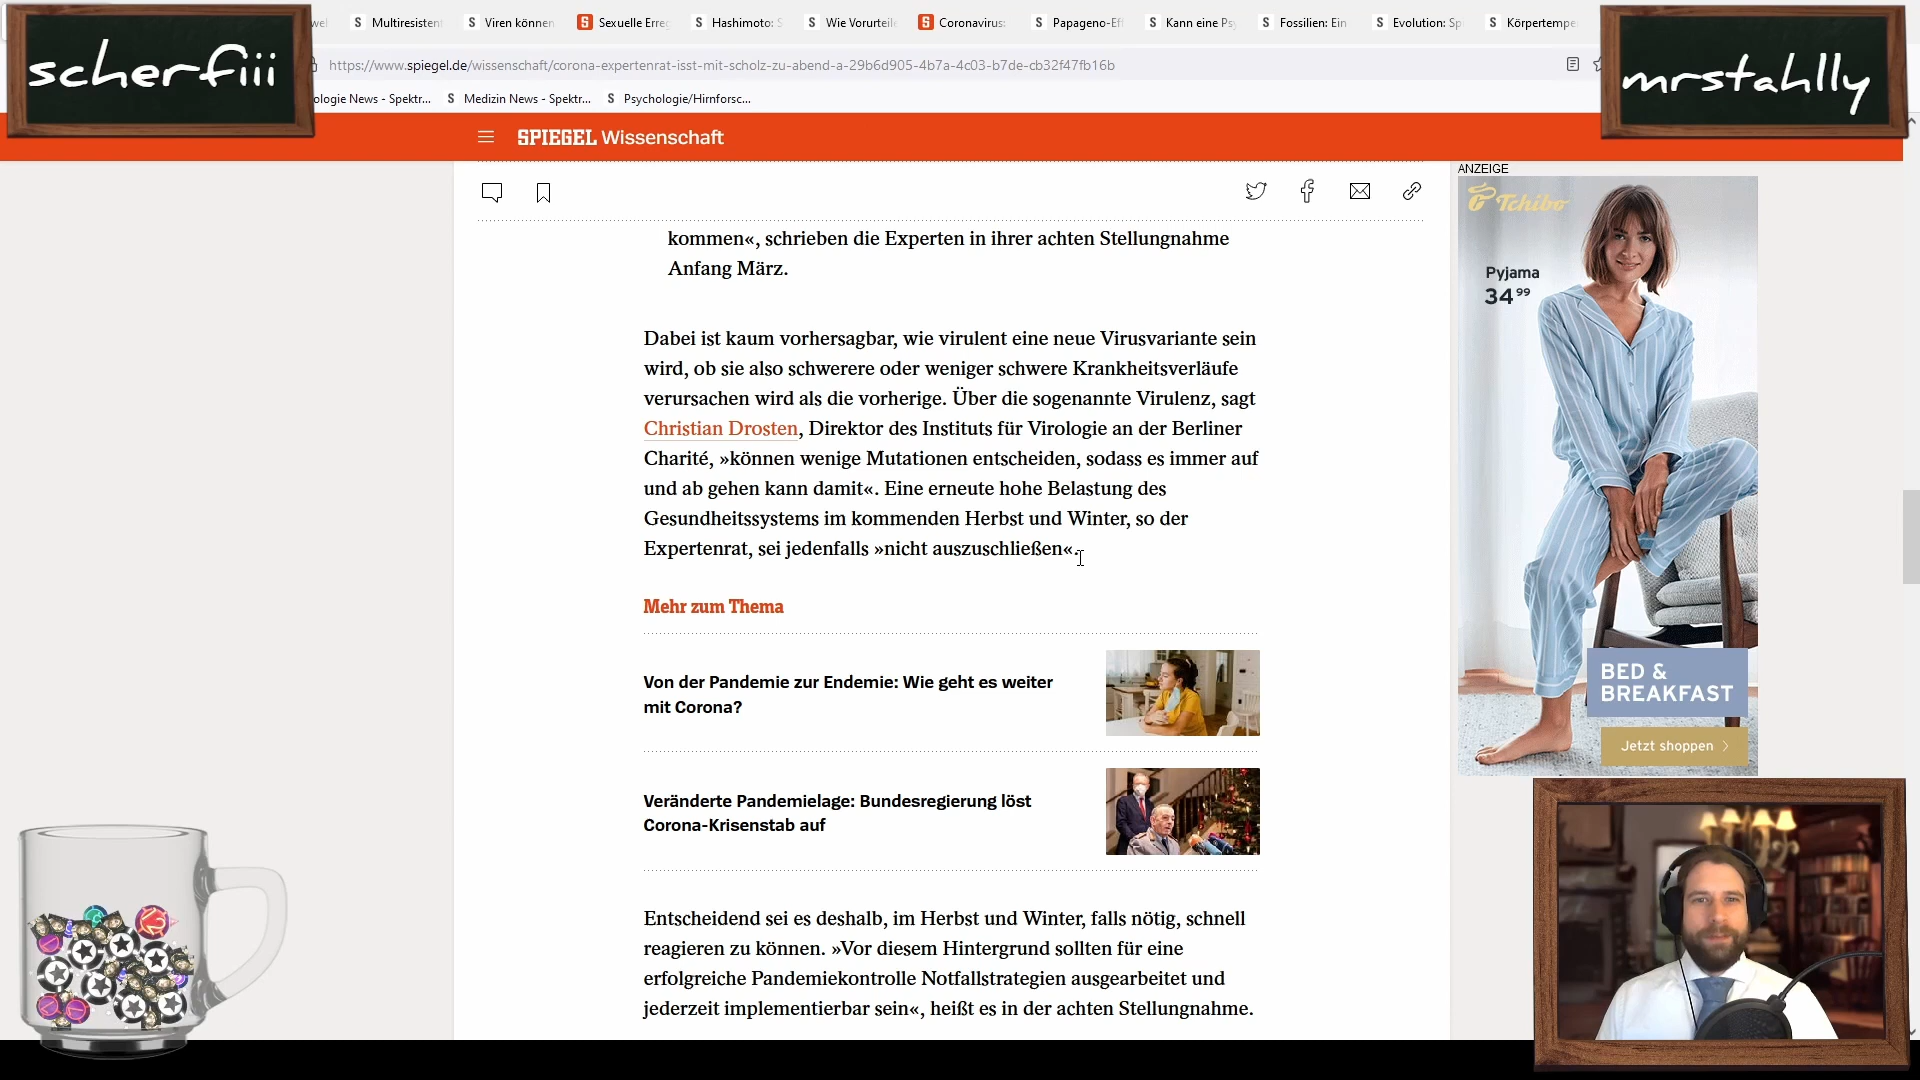 scherfiii
mrstahlly
Multiresisten
Viren können
Sexuelle Erre
Hashimoto: S
Wie Vorurteil
Coronavirus:
Papageno-Ef
Kann eine Ps
Fossilien: Ein
Evolution: Sp
Körpertempe
https://www.spiegel.de/wissenschaft/corona-expertenrat-isst-mit-scholz-zu-abend-a-29b6d905-4b7a-4c03-b7de-cb32f47fb16b
ologie News - Spektr...
Medizin News - Spektr...
Psychologie/Hirnforsc...
SPIEGEL Wissenschaft
kommen«, schrieben die Experten in ihrer achten Stellungnahme
Anfang März.
Dabei ist kaum vorhersagbar, wie virulent eine neue Virusvariante sein
wird, ob sie also schwerere oder weniger schwere Krankheitsverläufe
verursachen wird als die vorherige. Über die sogenannte Virulenz, sagt
Christian Drosten, Direktor des Instituts für Virologie an der Berliner
Charité, »können wenige Mutationen entscheiden, sodass es immer auf
und ab gehen kann damit«. Eine erneute hohe Belastung des
Gesundheitssystems im kommenden Herbst und Winter, so der
Expertenrat, sei jedenfalls »nicht auszuschließen«.
Mehr zum Thema
Von der Pandemie zur Endemie: Wie geht es weiter
mit Corona?
Veränderte Pandemielage: Bundesregierung löst
Corona-Krisenstab auf
Entscheidend sei es deshalb, im Herbst und Winter, falls nötig, schnell
reagieren zu können. »Vor diesem Hintergrund sollten für eine
erfolgreiche Pandemiekontrolle Notfallstrategien ausgearbeitet und
jederzeit implementierbar sein«, heißt es in der achten Stellungnahme.
ANZEIGE
Tchibo
Pyjama
34 99
BED &
BREAKFAST
Jetzt shoppen